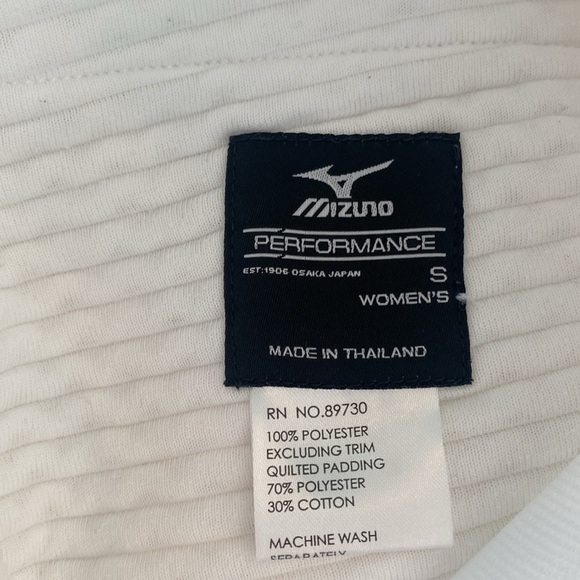 MIZUNO
PERFORMANCE
EST:1906 OSAKA JAPAN
S
WOMEN'S
MADE IN THAILAND
RN NO.89730
100% POLYESTER
EXCLUDING TRIM
QUILTED PADDING
70% POLYESTER
30% COTTON
MACHINE WASH
SEPARATELY